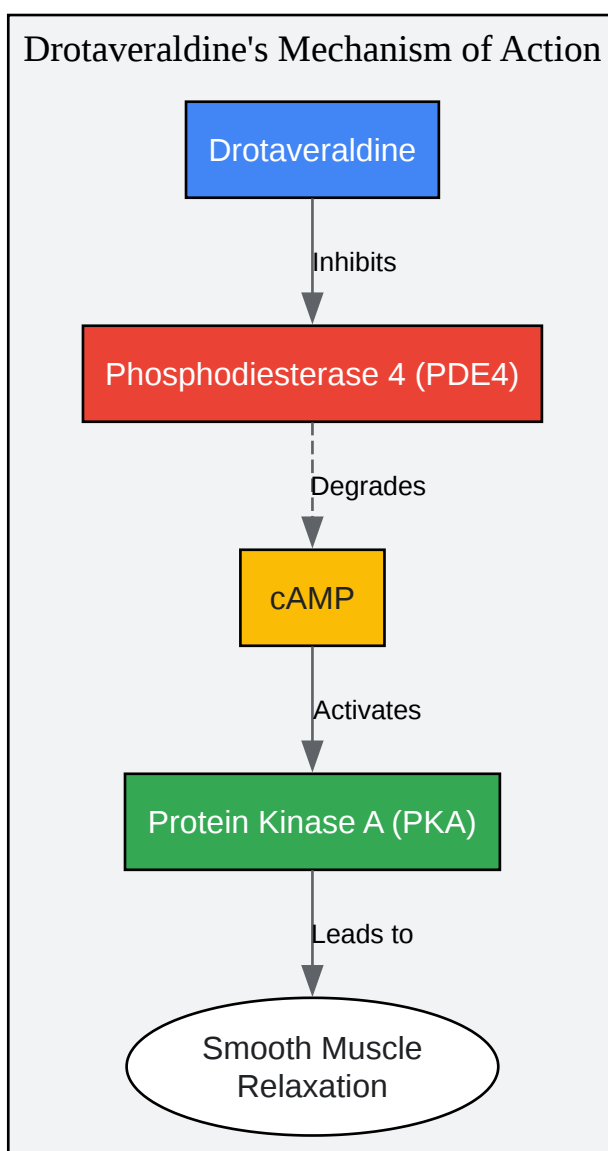 Drotaveraldine's Mechanism of Action
Drotaveraldine
Inhibits
Phosphodiesterase 4 (PDE4)
Degrades
cAMP
Activates
Protein Kinase A (PKA)
Leads to
Smooth Muscle
Relaxation